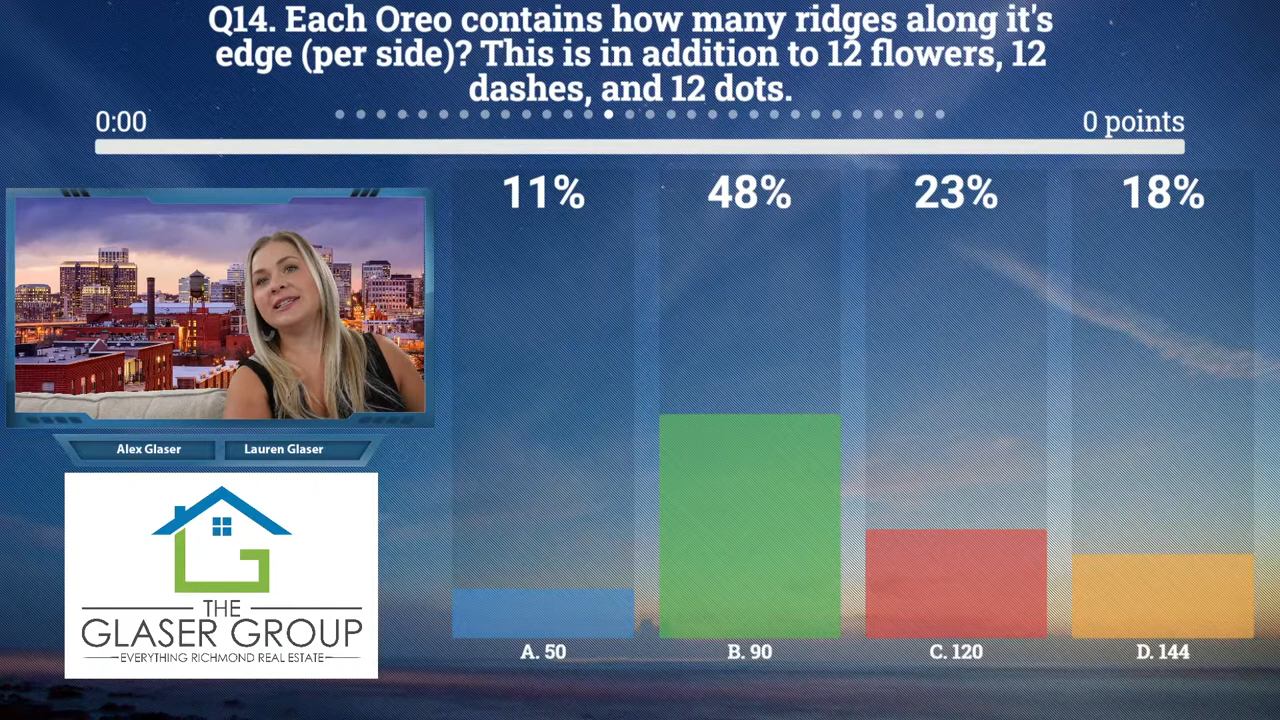 Q14. Each Oreo contains how many ridges along it's
edge (per side)? This is in addition to 12 flowers, 12
dashes, and 12 dots.
0:00
0 points
11%
48%
23%
18%
Alex Glaser
Lauren Glaser
THE
GLASER GROUP
EVERYTHING RICHMOND REAL ESTATE
A. 50
B. 90
C. 120
D. 144